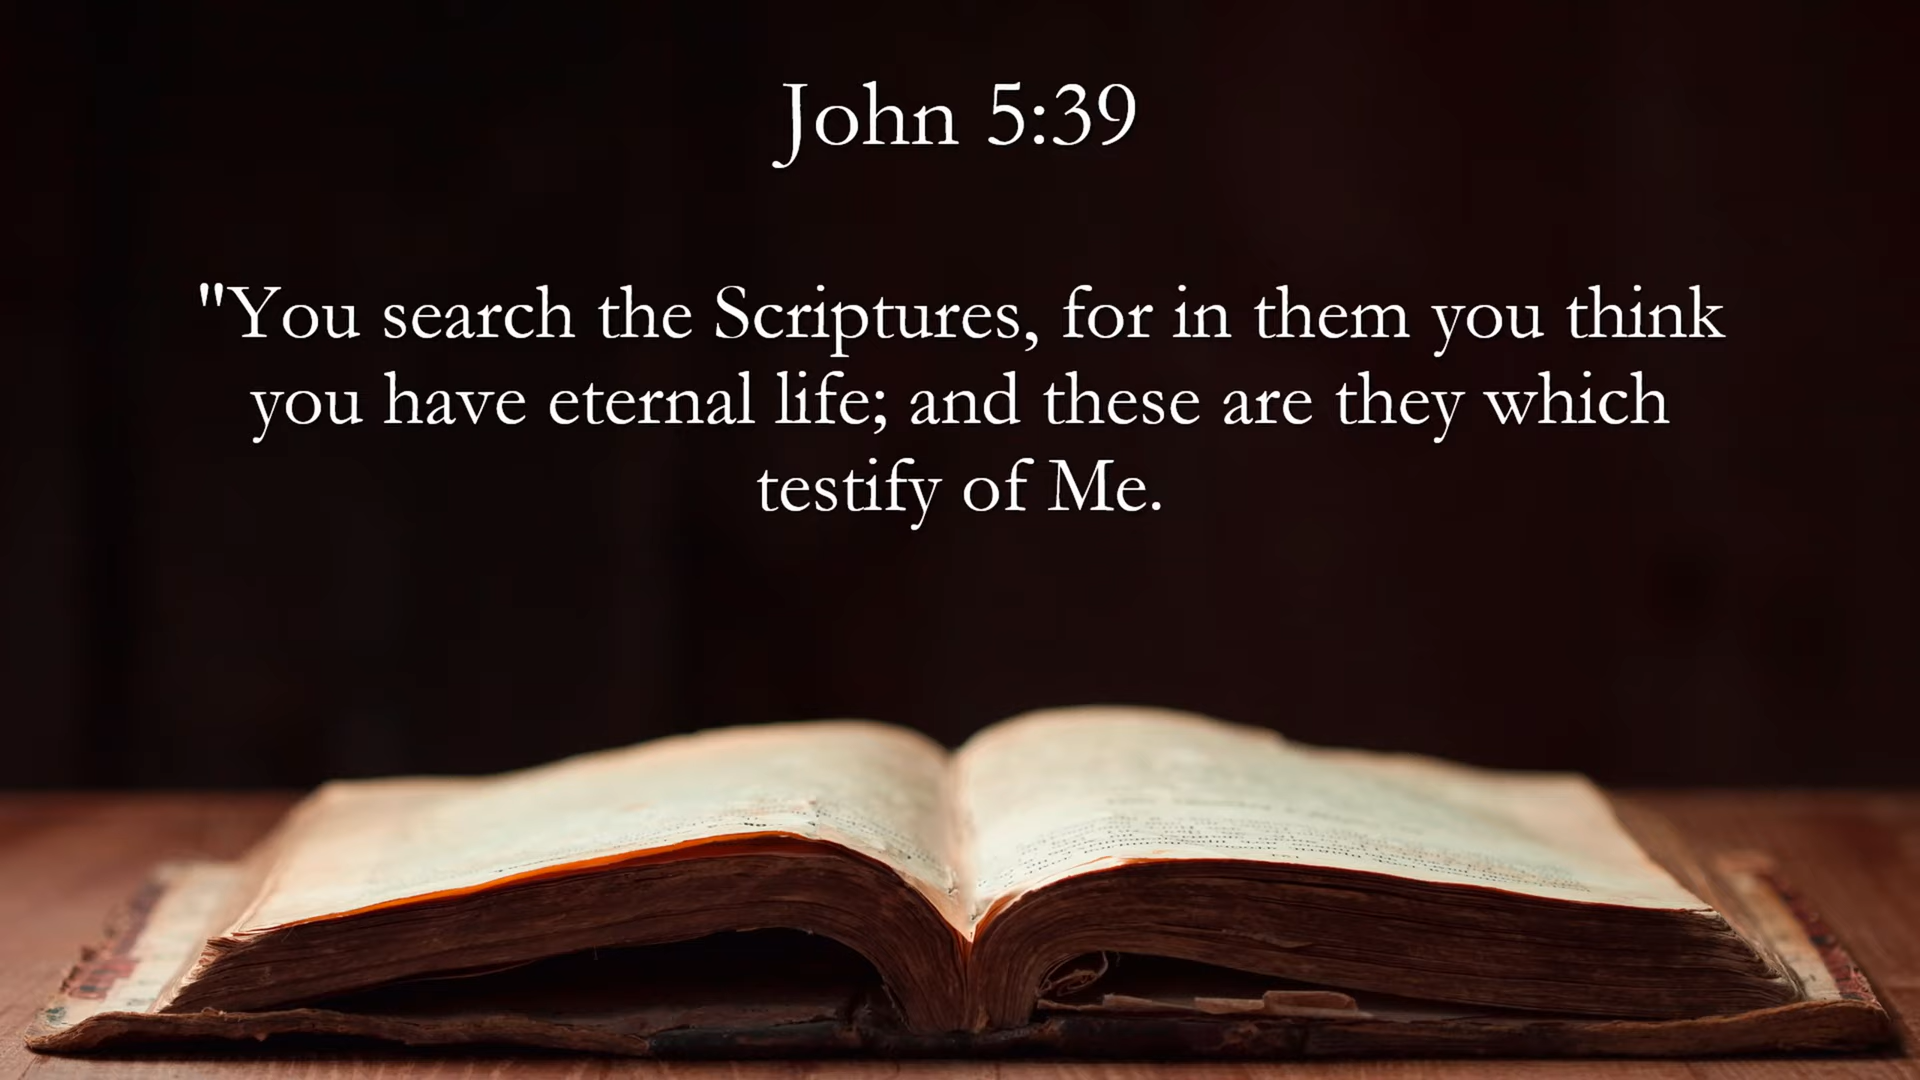 John 5:39
"You search the Scriptures, for in them you think
you have eternal life; and these are they which
testify of Me.